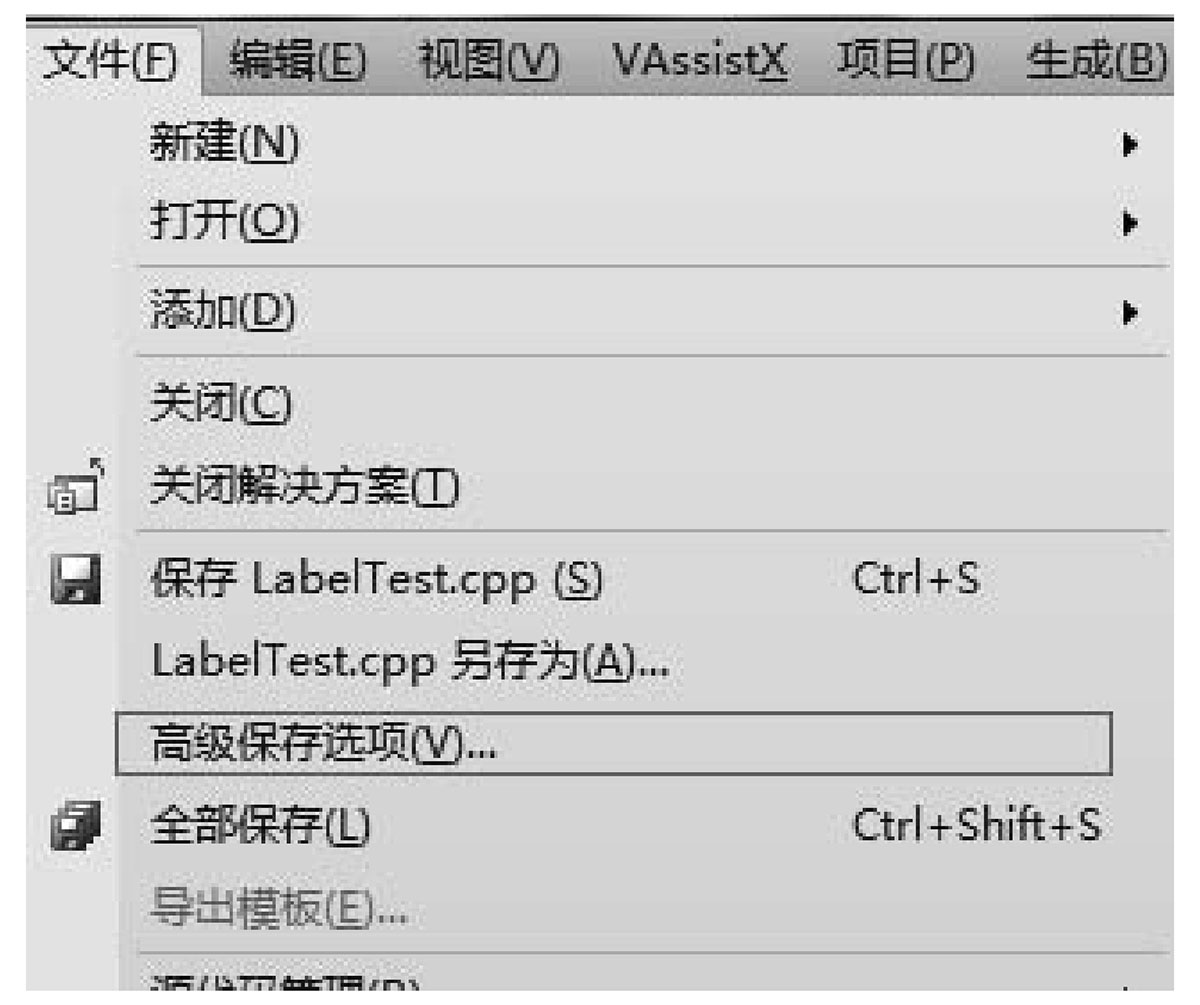 文件(F) 编辑(E) 视图(V) VAssistX 项目(P) 生成(B)
新建(N)
打开(O)
添加(D)
关闭(C)
关闭解决方案(T)
保存 LabelTest.cpp (S) Ctrl+S
LabelTest.cpp 另存为(A)...
高级保存选项(V)...
全部保存(L) Ctrl+Shift+S
导出模板(E)...